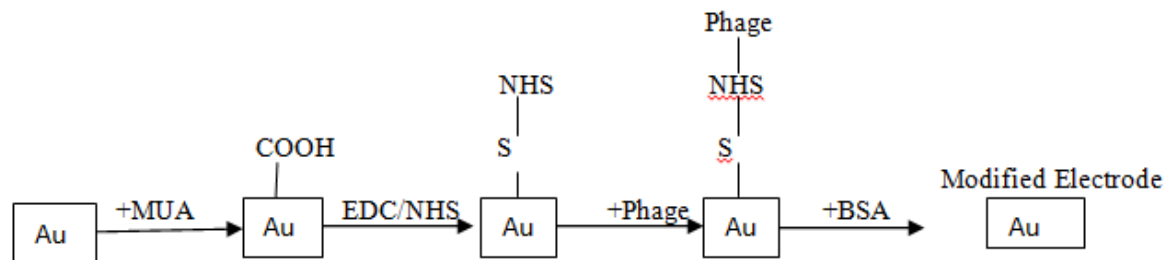 Phage
NHS
NHS
COOH
S
S
Modified Electrode
+MUA
EDC/NHS
+Phage
+BSA
Au
Au
Au
Au
Au